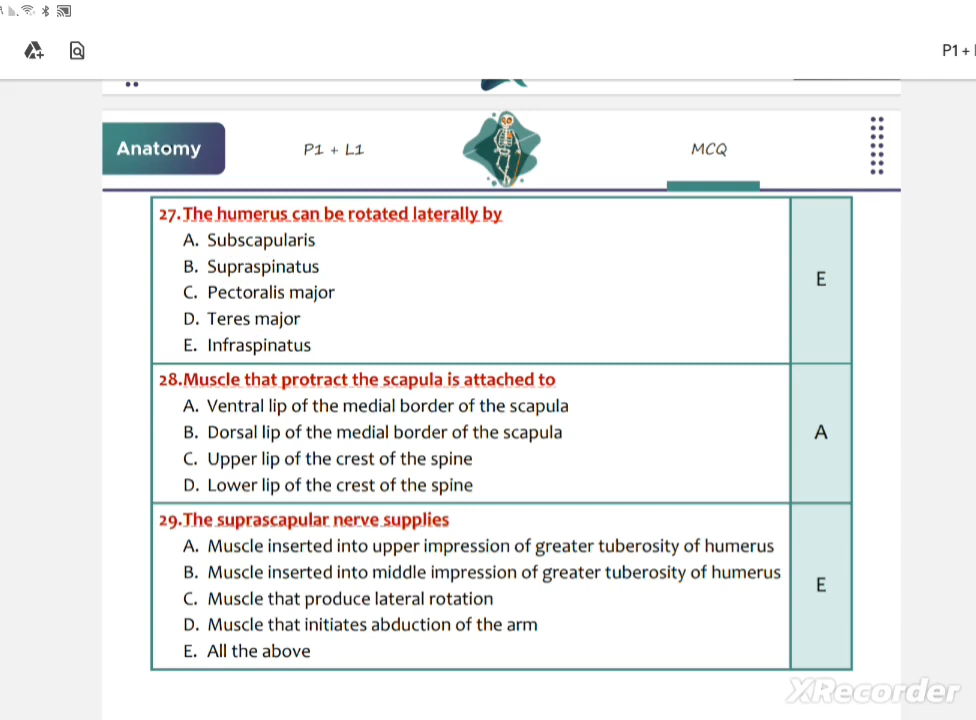 P1 +
Anatomy
P1 + L1
MCQ
27.The humerus can be rotated laterally by
A. Subscapularis
B. Supraspinatus
C. Pectoralis major
D. Teres major
E. Infraspinatus
E
28.Muscle that protract the scapula is attached to
A. Ventral lip of the medial border of the scapula
B. Dorsal lip of the medial border of the scapula
C. Upper lip of the crest of the spine
D. Lower lip of the crest of the spine
A
29.The suprascapular nerve supplies
A. Muscle inserted into upper impression of greater tuberosity of humerus
B. Muscle inserted into middle impression of greater tuberosity of humerus
C. Muscle that produce lateral rotation
D. Muscle that initiates abduction of the arm
E. All the above
E
XRecorder